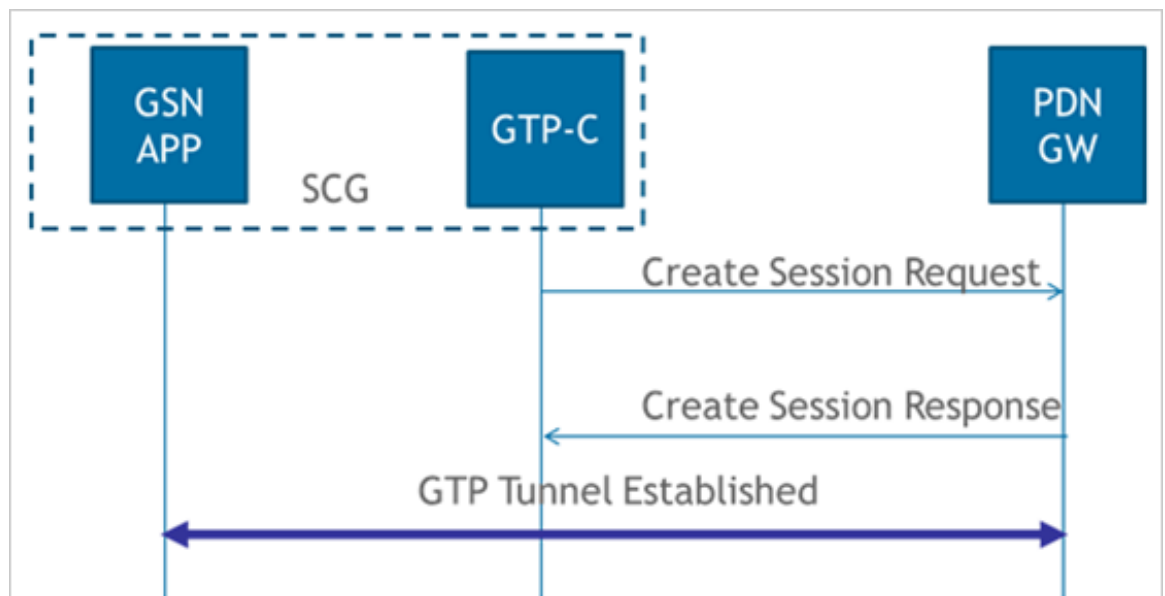 GSN
APP
GTP-C
PDN
GW
SCG
Create Session Request
Create Session Response
GTP Tunnel Established